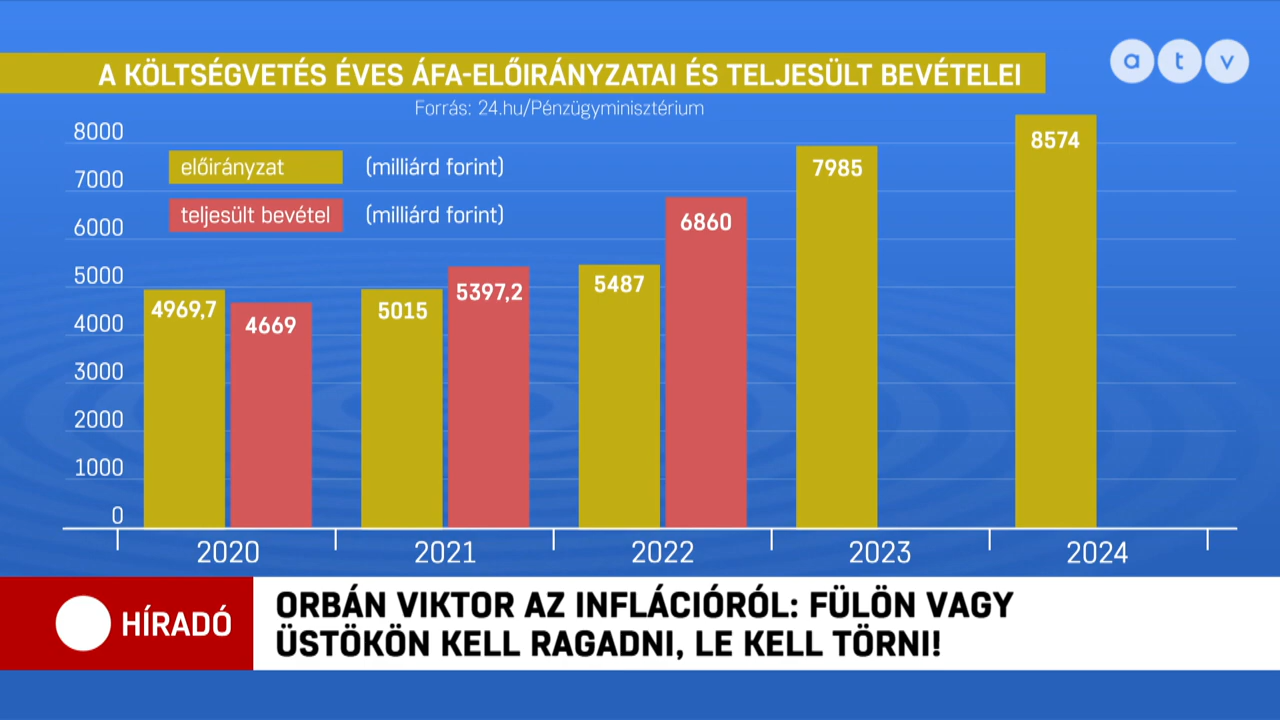 A KÖLTSÉGVETÉS ÉVES ÁFA-ELŐIRÁNYZATAI ÉS TELJESÜLT BEVÉTELEI
a t v
Forrás: 24.hu/Pénzügyminisztérium
8000
7000
6000
5000
4000
3000
2000
1000
0
előirányzat (milliárd forint)
teljesült bevétel (milliárd forint)
4969,7
4669
5015
5397,2
5487
6860
7985
8574
2020 2021 2022 2023 2024
HÍRADÓ
ORBÁN VIKTOR AZ INFLÁCIÓRÓL: FÜLÖN VAGY
ÜSTÖKÖN KELL RAGADNI, LE KELL TÖRNI!